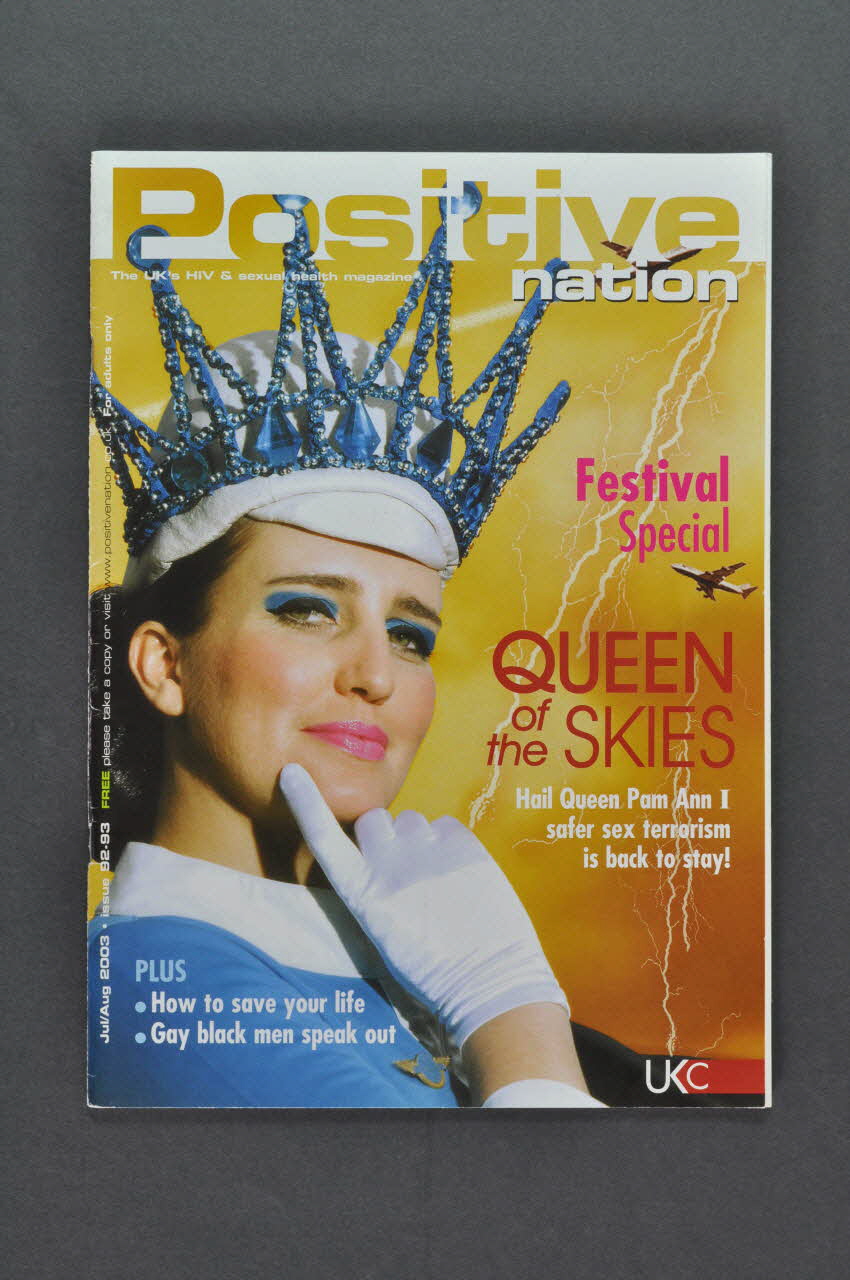 Positive
nation
The UK's HIV & sexual health magazine
Jul/Aug 2003 • issue 92-93 FREE please take a copy or visit www.positivenation.co.uk For adults only
Festival
Special
QUEEN
of
the SKIES
Hail Queen Pam Ann I
safer sex terrorism
is back to stay!
PLUS
• How to save your life
• Gay black men speak out
UKC